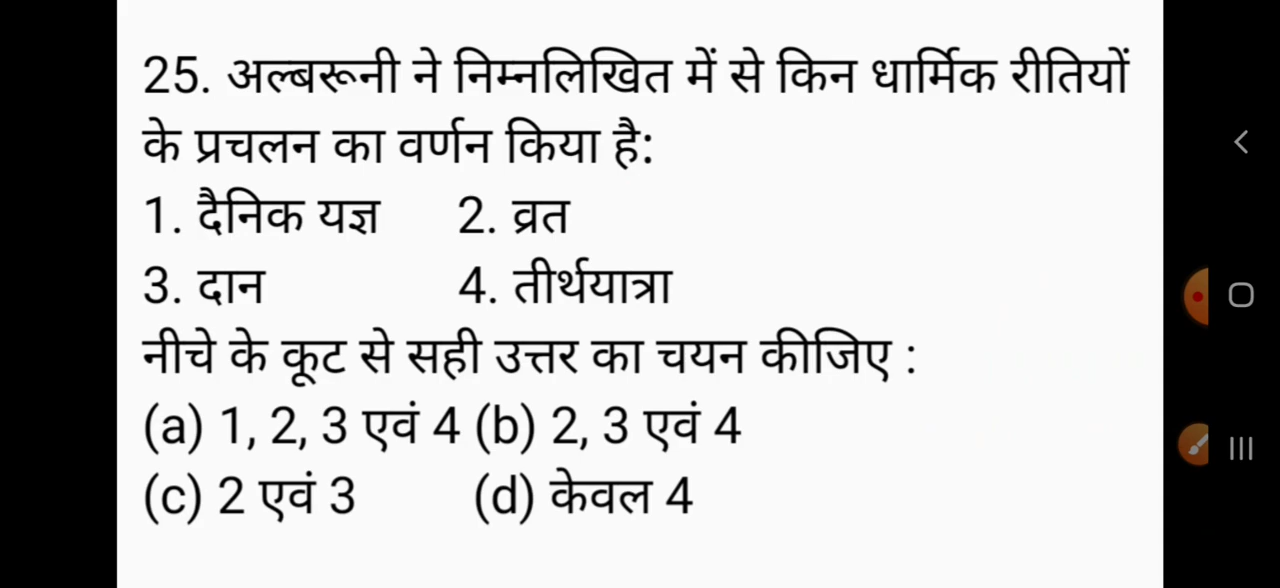 25. अल्बरूनी ने निम्नलिखित में से किन धार्मिक रीतियों
के प्रचलन का वर्णन किया है:
1. दैनिक यज्ञ 2. व्रत
3. दान 4. तीर्थयात्रा
नीचे के कूट से सही उत्तर का चयन कीजिए :
(a) 1, 2, 3 एवं 4 (b) 2, 3 एवं 4
(c) 2 एवं 3 (d) केवल 4